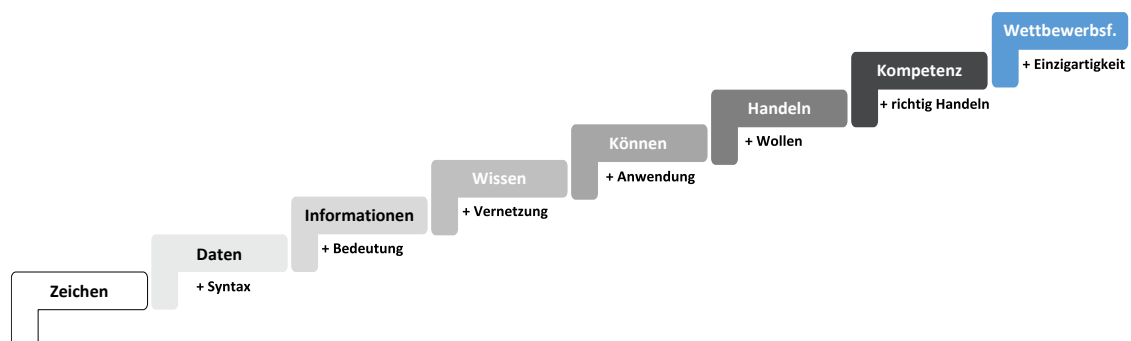 Zeichen
Daten
+ Syntax
Informationen
+ Bedeutung
Wissen
+ Vernetzung
Können
+ Anwendung
Handeln
+ Wollen
Kompetenz
+ richtig Handeln
Wettbewerbsf.
+ Einzigartigkeit